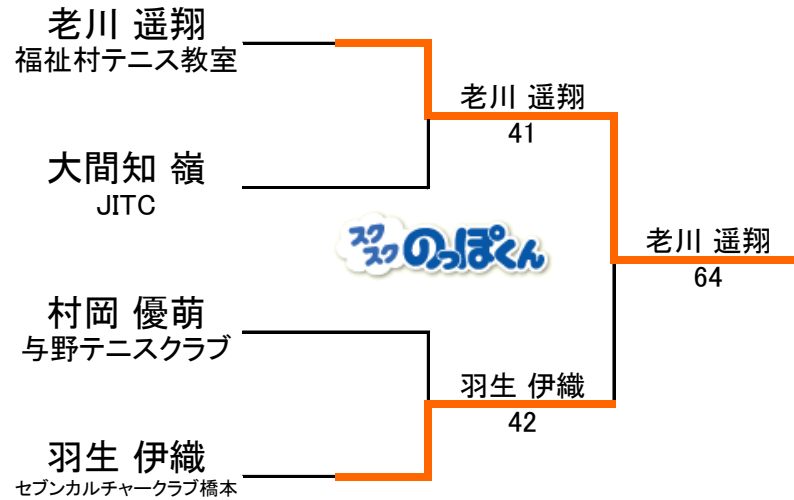 老川 遥翔
福祉村テニス教室
老川 遥翔
41
大間知 嶺
JITC
スク
スク のっぽくん
老川 遥翔
64
村岡 優萌
与野テニスクラブ
羽生 伊織
42
羽生 伊織
セブンカルチャークラブ橋本